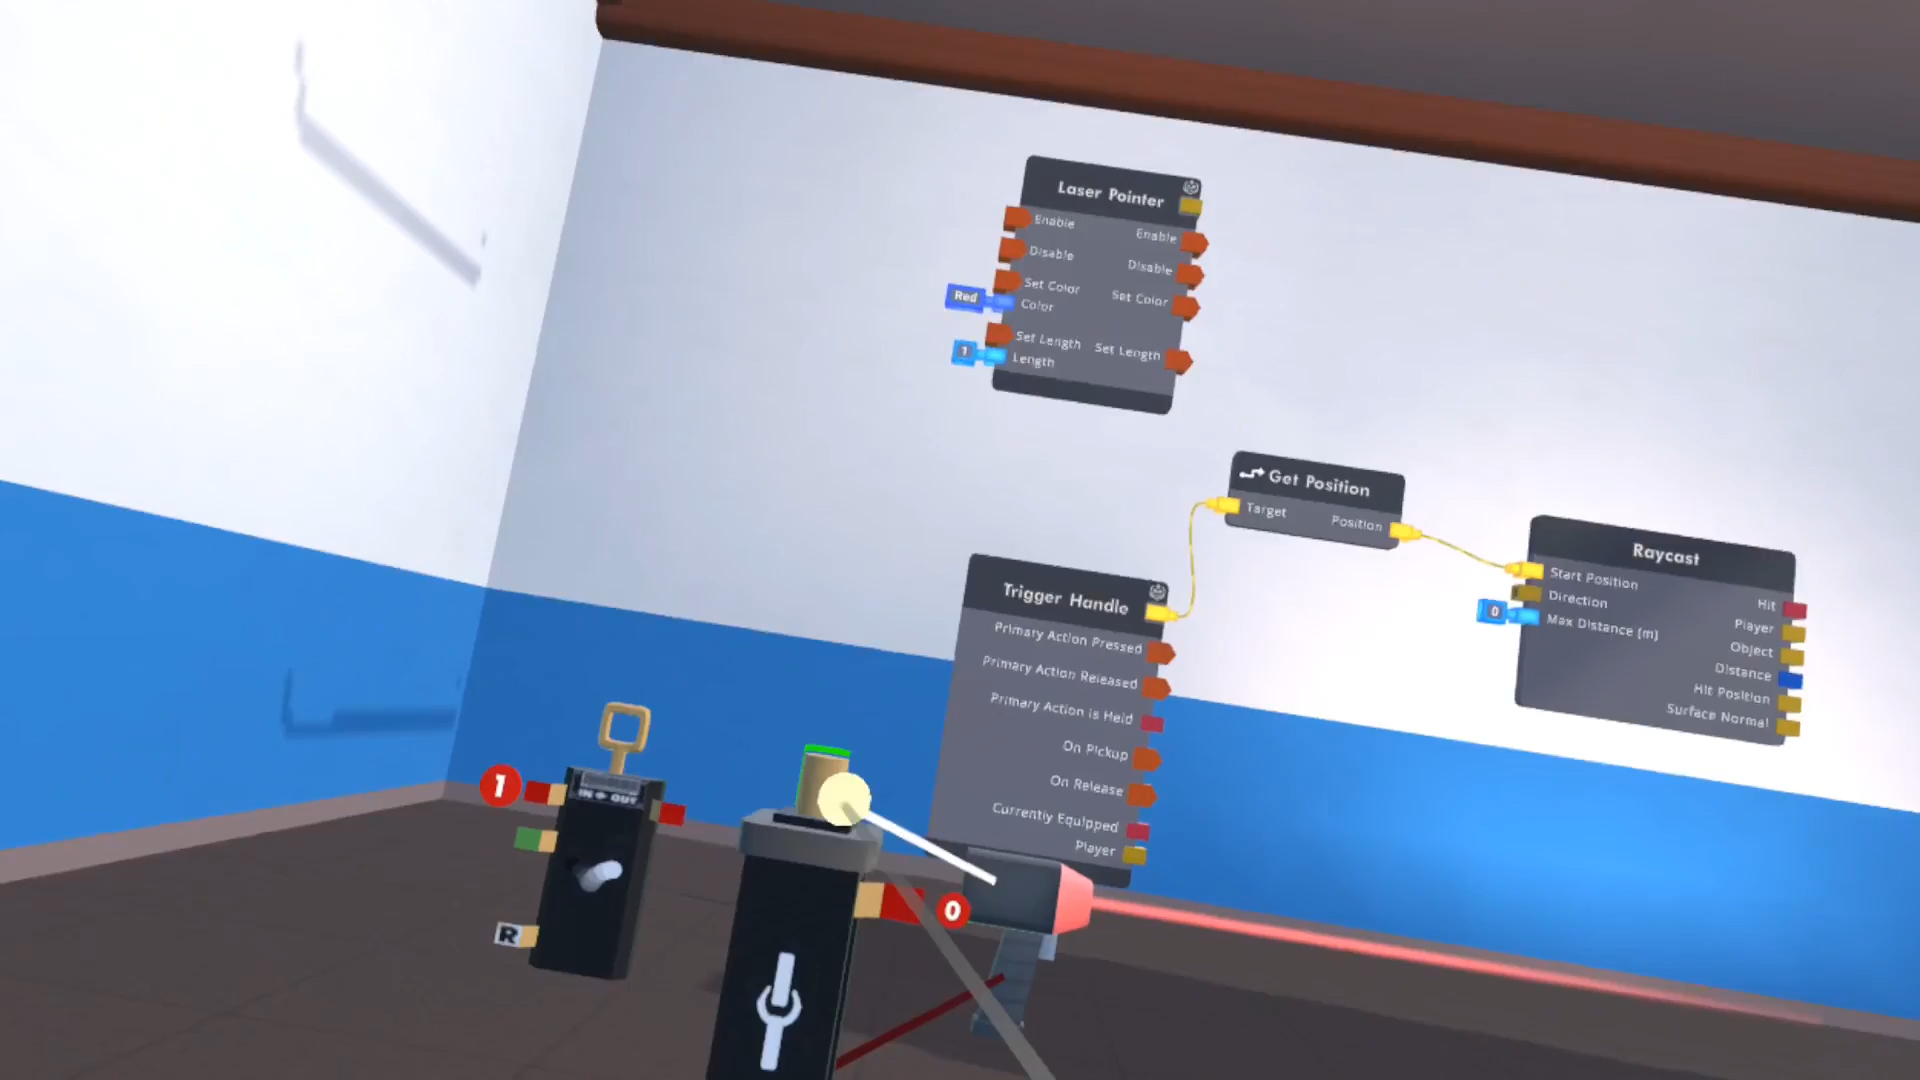 Laser Pointer
Enable
Enable
Disable
Disable
Set Color
Set Color
Red
Color
Set Length
Set Length
1
Length
Get Position
Target
Position
Raycast
Start Position
Direction
Hit
0
Max Distance (m)
Player
Object
Distance
Hit Position
Surface Normal
Trigger Handle
Primary Action Pressed
Primary Action Released
Primary Action is Held
On Pickup
On Release
Currently Equipped
Player
1
IN
OUT
R
0